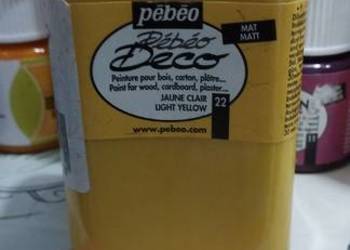 pébéo
MAT
MATT
Pébéo
Deco
Peinture pour bois, carton, plâtre...
Paint for wood, cardboard, plaster...
JAUNE CLAIR
LIGHT YELLOW
22
www.pebeo.com